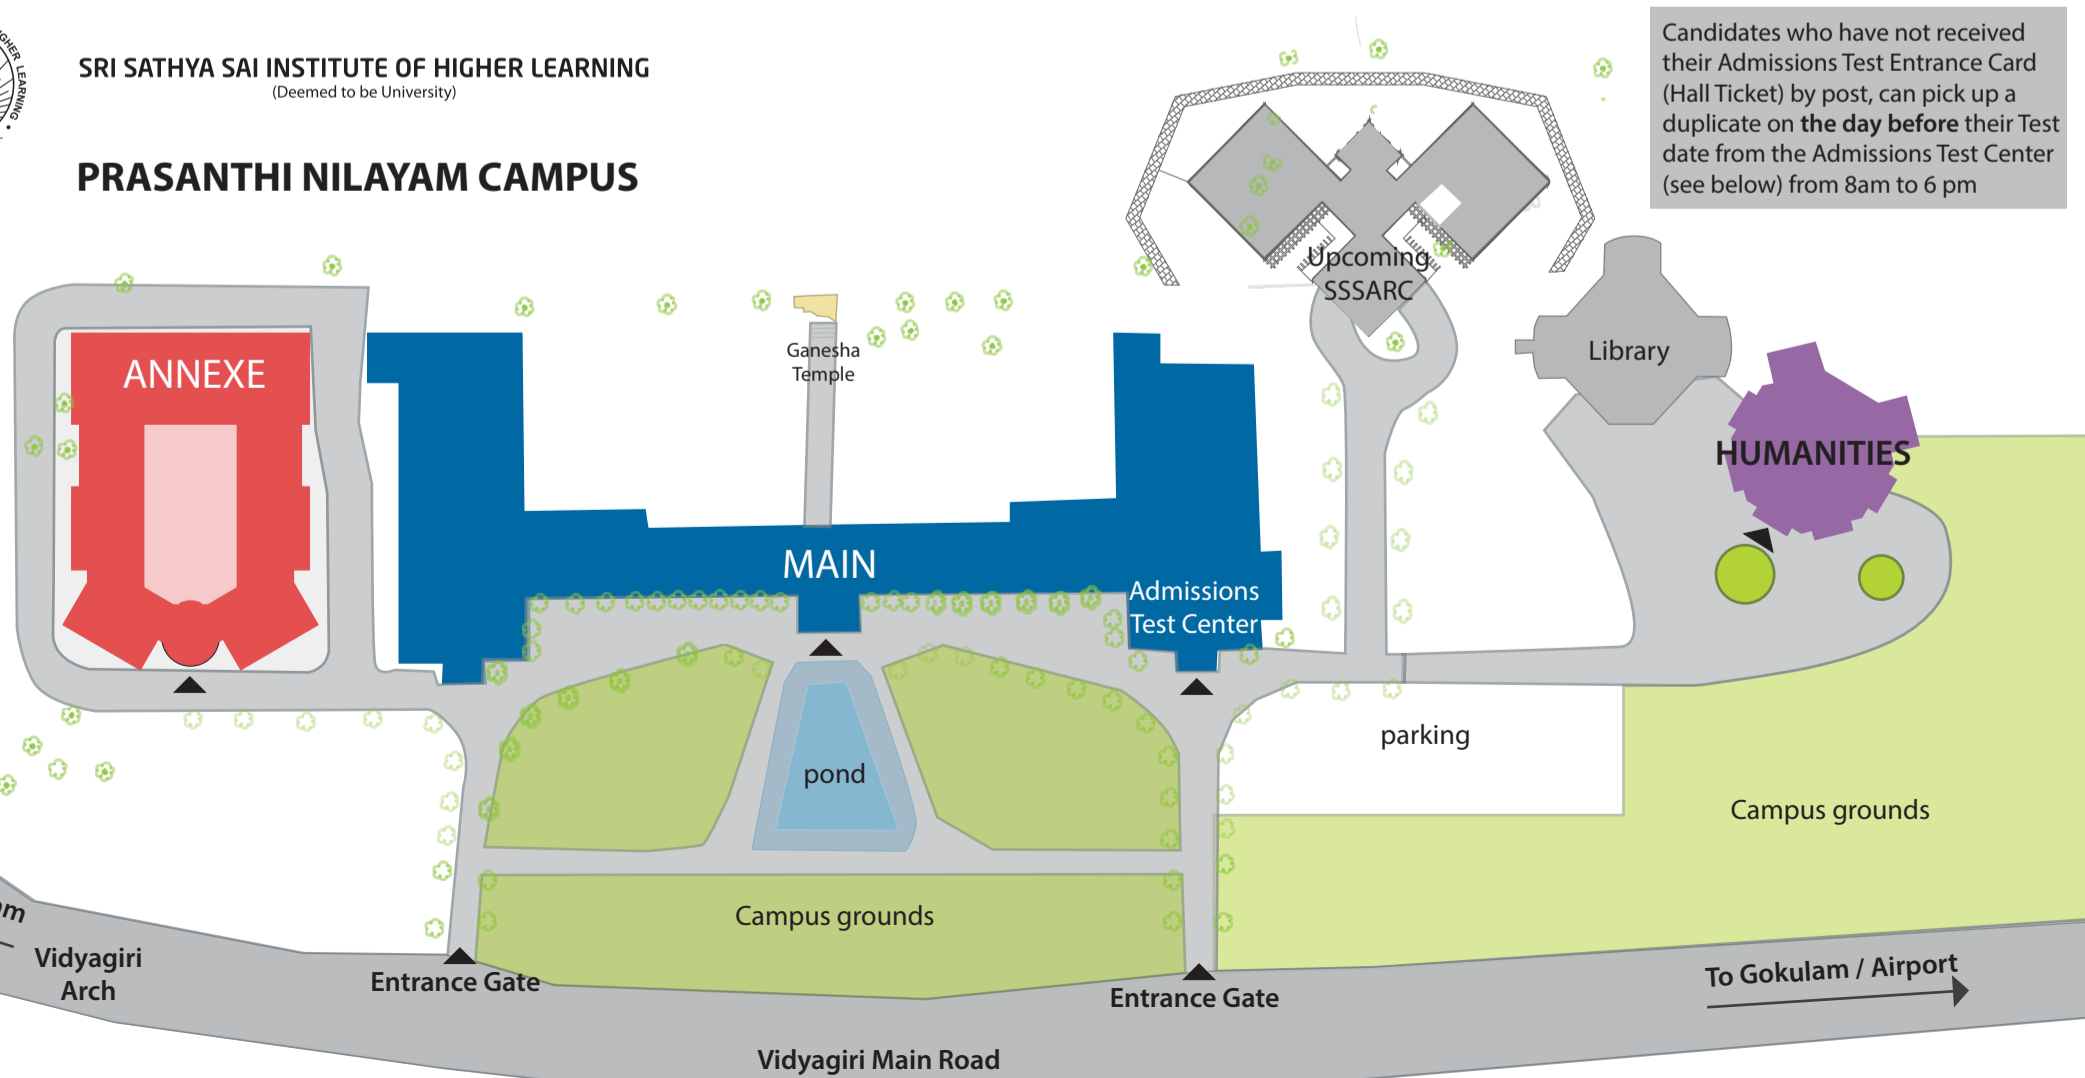 HIGHER LEARNING •
SRI SATHYA SAI INSTITUTE OF HIGHER LEARNING
(Deemed to be University)
PRASANTHI NILAYAM CAMPUS
Candidates who have not received
their Admissions Test Entrance Card
(Hall Ticket) by post, can pick up a
duplicate on the day before their Test
date from the Admissions Test Center
(see below) from 8am to 6 pm
Upcoming
SSSARC
Ganesha
Temple
Library
ANNEXE
HUMANITIES
MAIN
Admissions
Test Center
parking
pond
Campus grounds
Campus grounds
Vidyagiri
Arch
Entrance Gate
Entrance Gate
To Gokulam / Airport
Vidyagiri Main Road